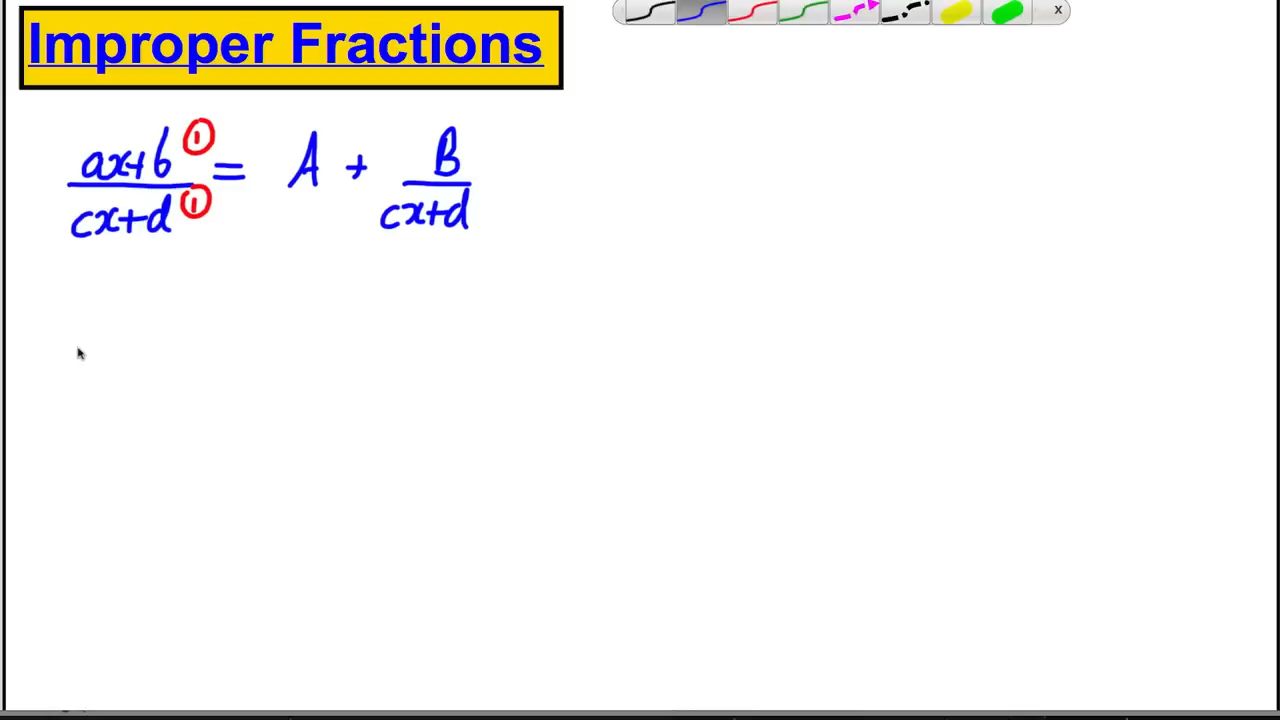 Improper Fractions
x
ax+b ① = A + B
cx+d ① cx+d